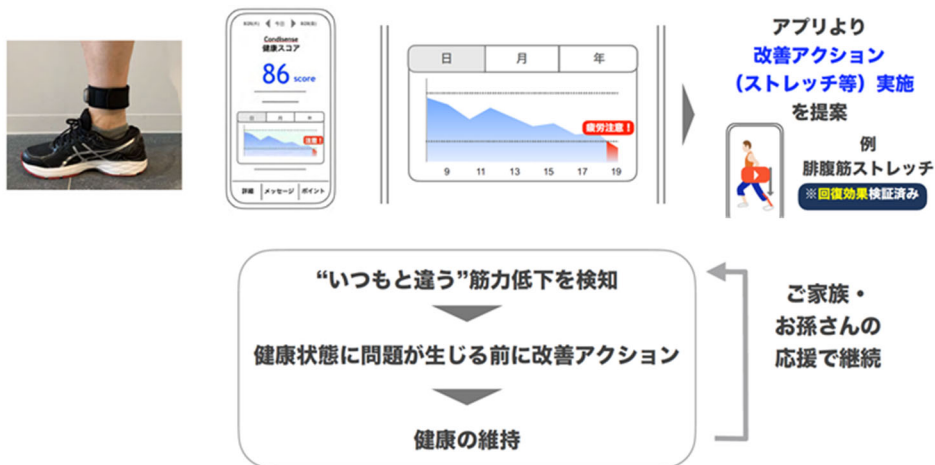 今日
Condisense
健康スコア
86 score
日 月 年
注意！
詳細 メッセージ ポイント
日 月 年
疲労注意！
9 11 13 15 17 19
アプリより
改善アクション
（ストレッチ等）実施
を提案
例
腓腹筋ストレッチ
※回復効果検証済み
“いつもと違う”筋力低下を検知
健康状態に問題が生じる前に改善アクション
健康の維持
ご家族・
お孫さんの
応援で継続